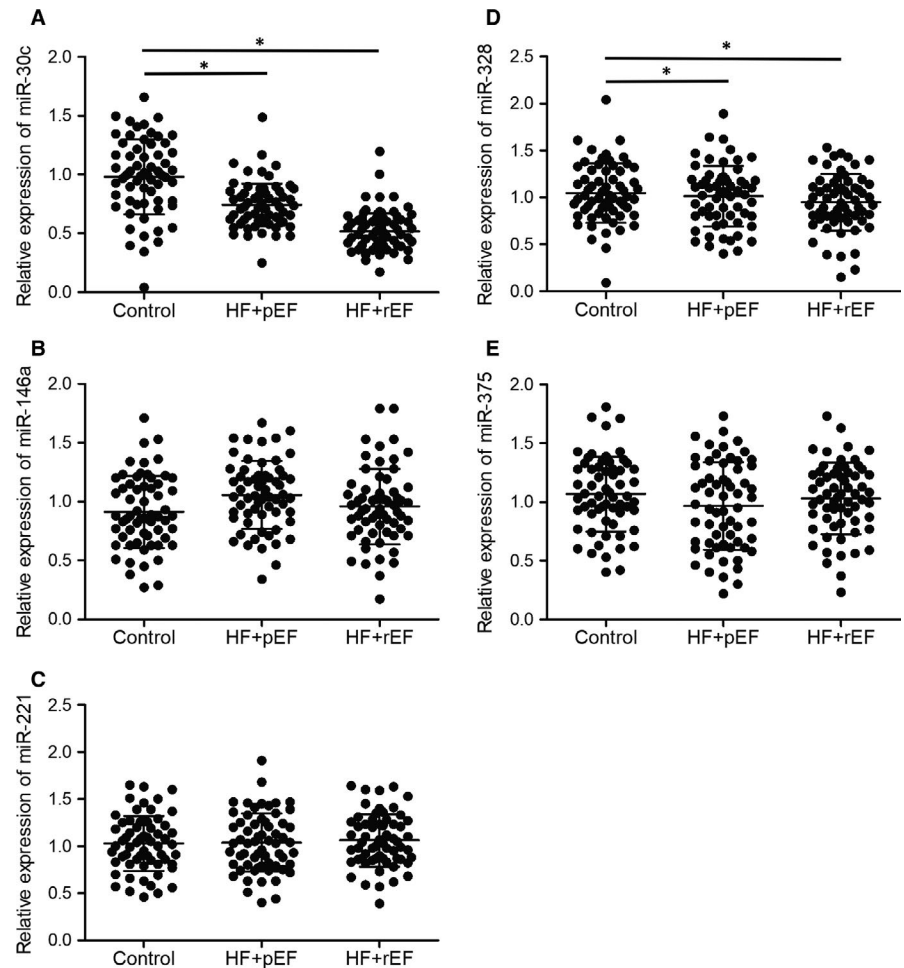 A
Relative expression of miR-30c
2.0
1.5
1.0
0.5
0.0
*
*
Control HF+pEF HF+rEF
B
Relative expression of miR-146a
2.0
1.5
1.0
0.5
0.0
Control HF+pEF HF+rEF
C
Relative expression of miR-221
2.5
2.0
1.5
1.0
0.5
0.0
Control HF+pEF HF+rEF
D
Relative expression of miR-328
2.5
2.0
1.5
1.0
0.5
0.0
*
*
Control HF+pEF HF+rEF
E
Relative expression of miR-375
2.0
1.5
1.0
0.5
0.0
Control HF+pEF HF+rEF